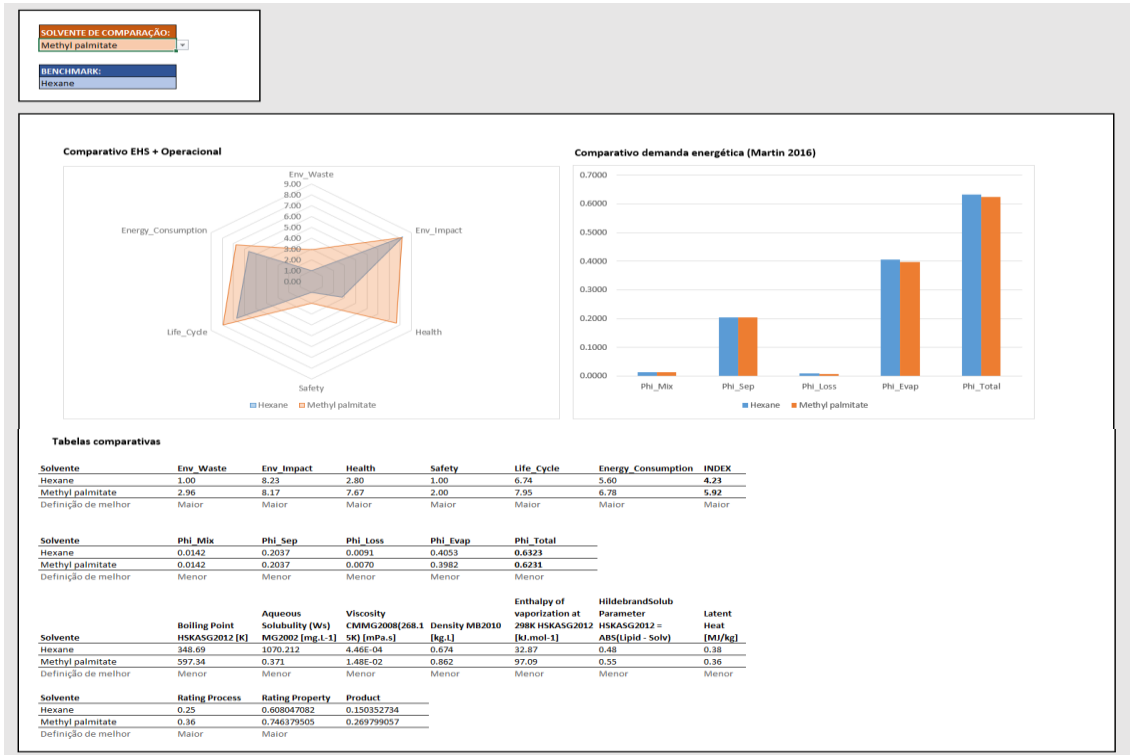 SOLVENTE DE COMPARAÇÃO:
Methyl palmitate
BENCHMARK:
Hexane
Comparativo EHS + Operacional
Env_Waste
9.00
8.00
7.00
6.00
5.00
4.00
3.00
2.00
1.00
0.00
Energy_Consumption
Env_Impact
Life_Cycle
Health
Safety
Hexane Methyl palmitate
Comparativo demanda energética (Martin 2016)
0.7000
0.6000
0.5000
0.4000
0.3000
0.2000
0.1000
0.0000
Phi_Mix Phi_Sep Phi_Loss Phi_Evap Phi_Total
Hexane Methyl palmitate
Tabelas comparativas
Solvente Env_Waste Env_Impact Health Safety Life_Cycle Energy_Consumption INDEX
Hexane 1.00 8.23 2.80 1.00 6.74 5.60 4.23
Methyl palmitate 2.96 8.17 7.67 2.00 7.95 6.78 5.92
Definição de melhor Maior Maior Maior Maior Maior Maior Maior
Solvente Phi_Mix Phi_Sep Phi_Loss Phi_Evap Phi_Total
Hexane 0.0142 0.2037 0.0091 0.4053 0.6323
Methyl palmitate 0.0142 0.2037 0.0070 0.3982 0.6231
Definição de melhor Menor Menor Menor Menor Menor
Enthalpy of HildebrandSolub
Aqueous Viscosity vaporization at Parameter Latent
Boiling Point Solubulity (Ws) CMMG2008(268.1 Density MB2010 298K HSKASG2012 HSKASG2012 = Heat
Solvente HSKASG2012 [K] MG2002 [mg.L-1] 5K) [mPa.s] [kg.L] [kJ.mol-1] ABS(Lipid - Solv) [MJ/kg]
Hexane 348.69 1070.212 4.46E-04 0.674 32.87 0.48 0.38
Methyl palmitate 597.34 0.371 1.48E-02 0.862 97.09 0.55 0.36
Definição de melhor Menor Menor Menor Menor Menor Menor Menor
Solvente Rating Process Rating Property Product
Hexane 0.25 0.608047082 0.150352734
Methyl palmitate 0.36 0.746379505 0.269799057
Definição de melhor Maior Maior